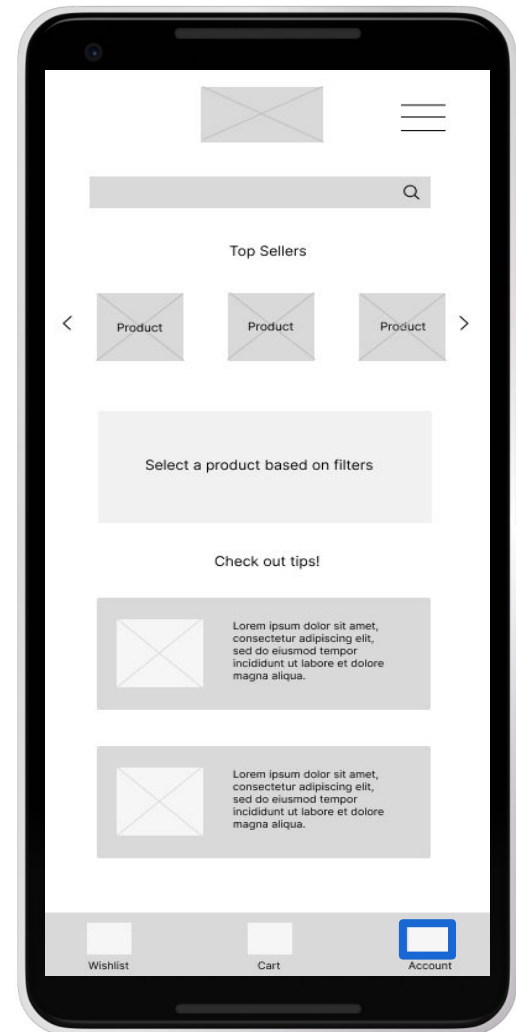 Top Sellers
Product
Product
Product
Select a product based on filters
Check out tips!
Lorem ipsum dolor sit amet,
consectetur adipiscing elit,
sed do eiusmod tempor
incididunt ut labore et dolore
magna aliqua.
Lorem ipsum dolor sit amet,
consectetur adipiscing elit,
sed do eiusmod tempor
incididunt ut labore et dolore
magna aliqua.
Wishlist
Cart
Account